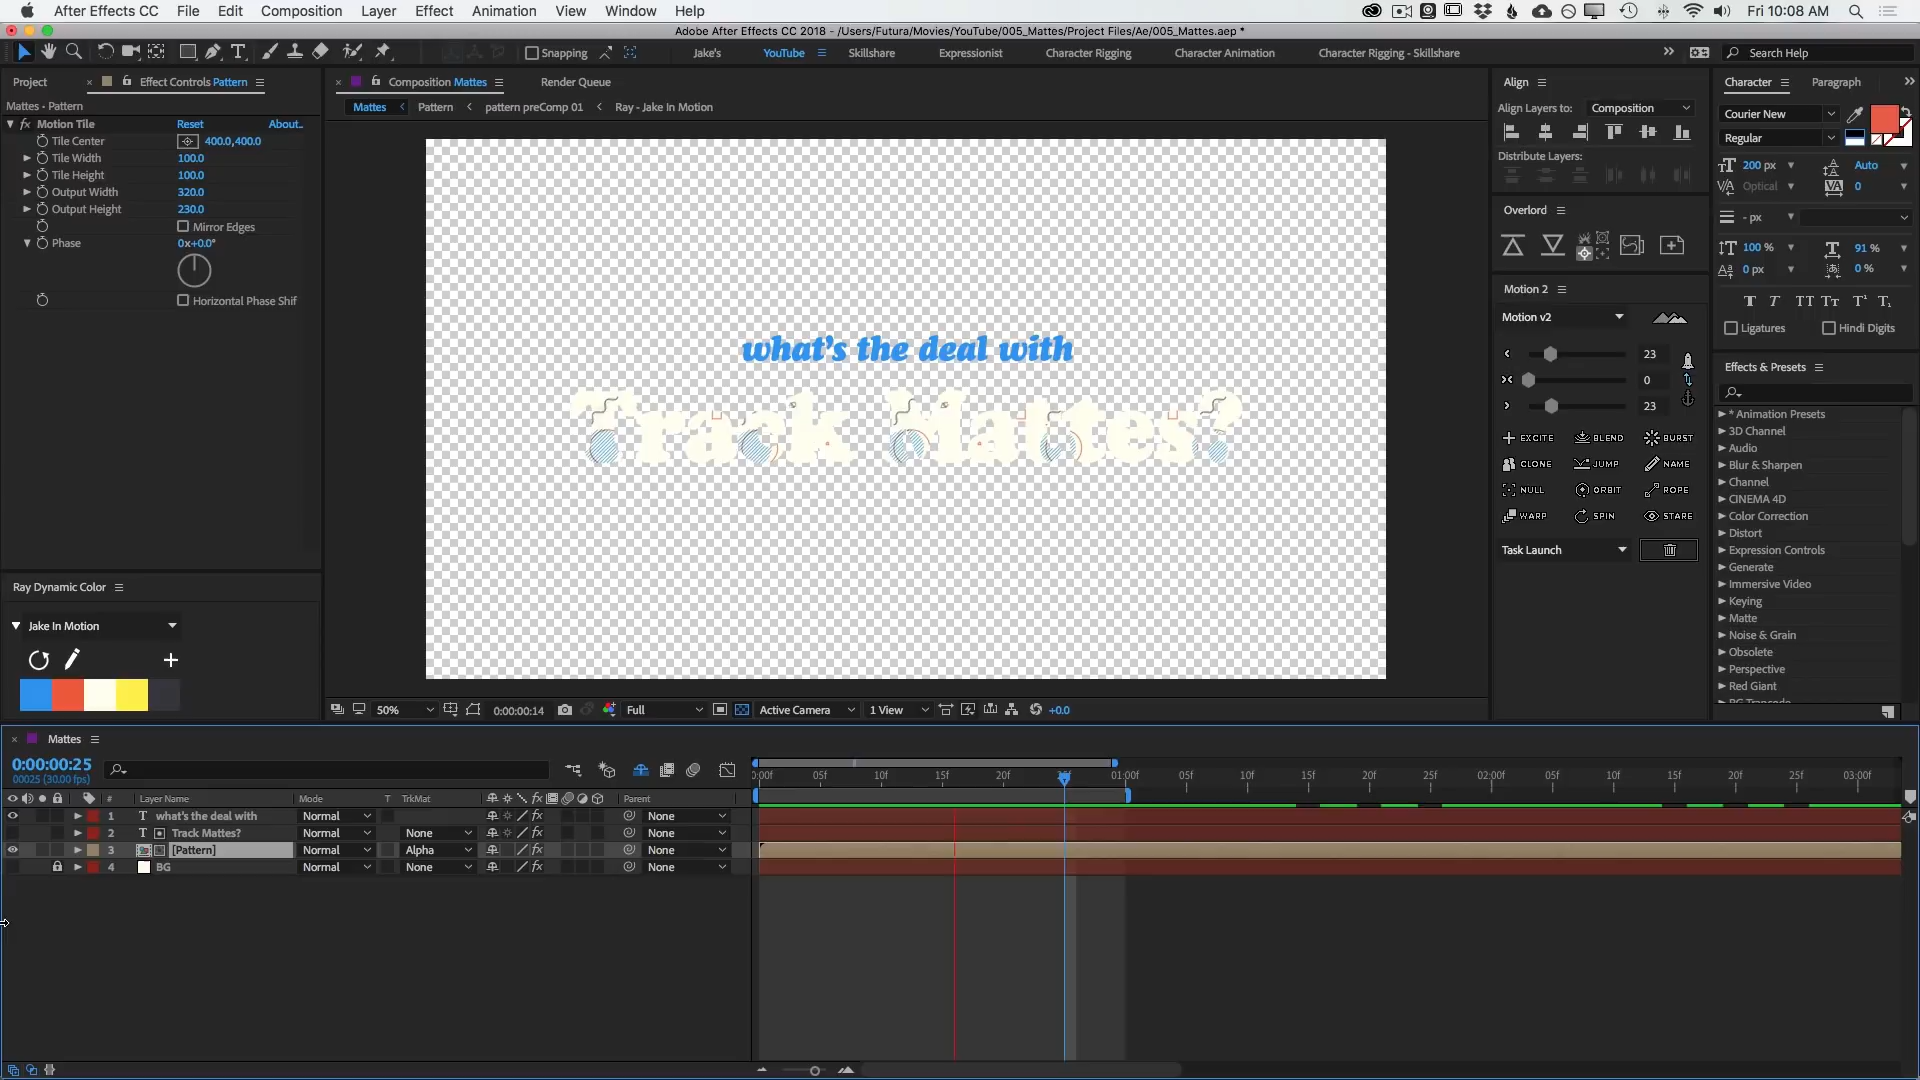 After Effects CC File Edit Composition Layer Effect Animation View Window Help Fri 10:08 AM
Adobe After Effects CC 2018 - /Users/Futura/Movies/YouTube/005_Mattes/Project Files/Ae/005_Mattes.aep *
Snapping Jake's YouTube Skillshare Expressionist Character Rigging Character Animation Character Rigging - Skillshare Search Help
Project Effect Controls Pattern Composition Mattes Render Queue Align Character Paragraph
Mattes - Pattern Mattes Pattern pattern preComp 01 Ray - Jake In Motion Align Layers to: Composition Courier New
fx Motion Tile Reset About...
Tile Center 400.0,400.0
Tile Width 100.0
Tile Height 100.0
Output Width 320.0
Output Height 230.0
Mirror Edges
Phase 0x+0.0°
Horizontal Phase Shif
Distribute Layers:
Regular
200 px Auto
Optical 0
- px
100 % 91 %
0 px 0 %
Ligatures Hindi Digits
Overlord
Motion 2
Motion v2
23
0
23
EXCITE BLEND BURST
CLONE JUMP NAME
NULL ORBIT ROPE
WARP SPIN STARE
Task Launch
Effects & Presets
* Animation Presets
3D Channel
Audio
Blur & Sharpen
Channel
CINEMA 4D
Color Correction
Distort
Expression Controls
Generate
Immersive Video
Keying
Matte
Noise & Grain
Obsolete
Perspective
Red Giant
what's the deal with
Track Mattes?
Ray Dynamic Color
Jake In Motion
50% 0:00:00:14 Full Active Camera 1 View +0.0
Mattes
0:00:00:25
00025 (30.00 fps)
0:00f 05f 10f 15f 20f 01:00f 05f 10f 15f 20f 25f 02:00f 05f 10f 15f 20f 25f 03:00f
# Layer Name Mode T TrkMat fx Parent
1 T what's the deal with Normal fx None
2 T Track Mattes? Normal None fx None
3 [Pattern] Normal Alpha fx None
4 BG Normal None fx None